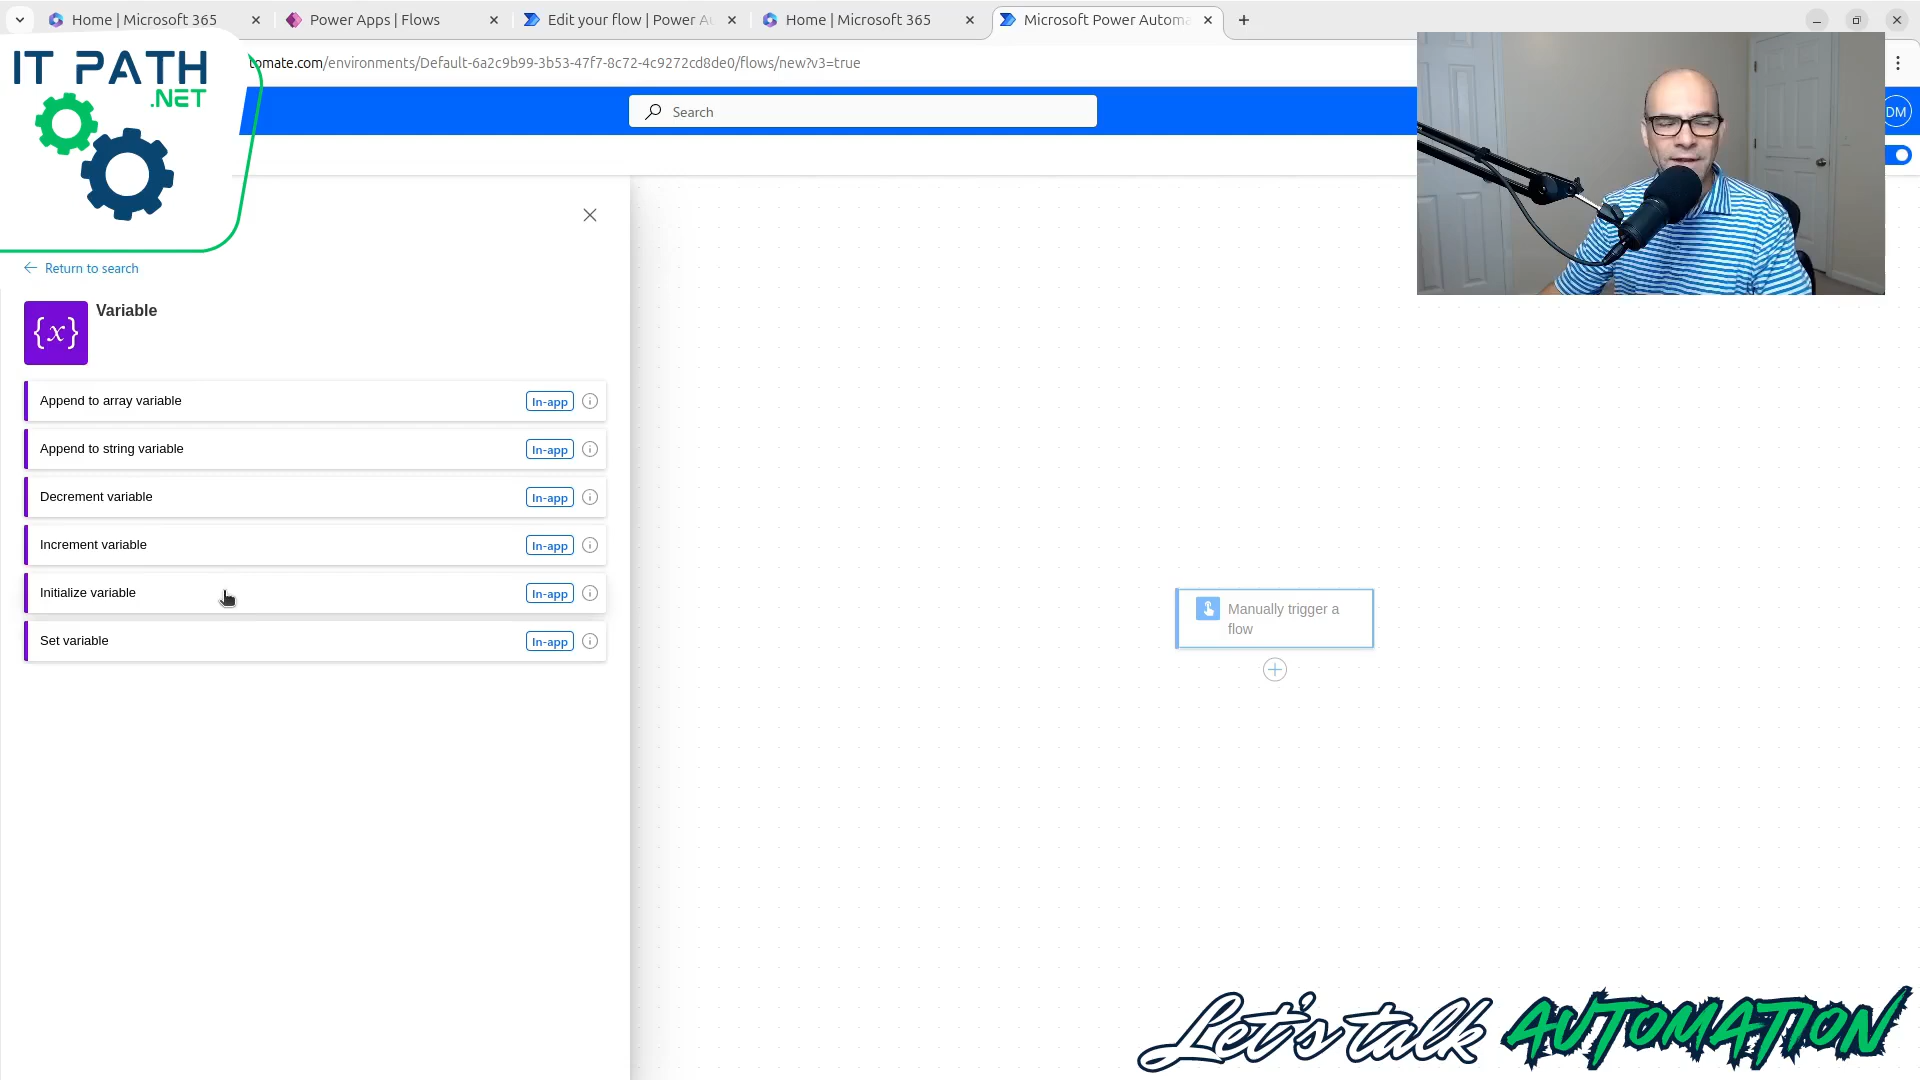 Home | Microsoft 365
Power Apps | Flows
Edit your flow | Power Au
Home | Microsoft 365
Microsoft Power Automa
IT PATH
.NET
tomate.com/environments/Default-6a2c9b99-3b53-47f7-8c72-4c9272cd8de0/flows/new?v3=true
Search
DM
Return to search
{x}
Variable
Append to array variable In-app
Append to string variable In-app
Decrement variable In-app
Increment variable In-app
Initialize variable In-app
Set variable In-app
Manually trigger a
flow
Let's talk AUTOMATION